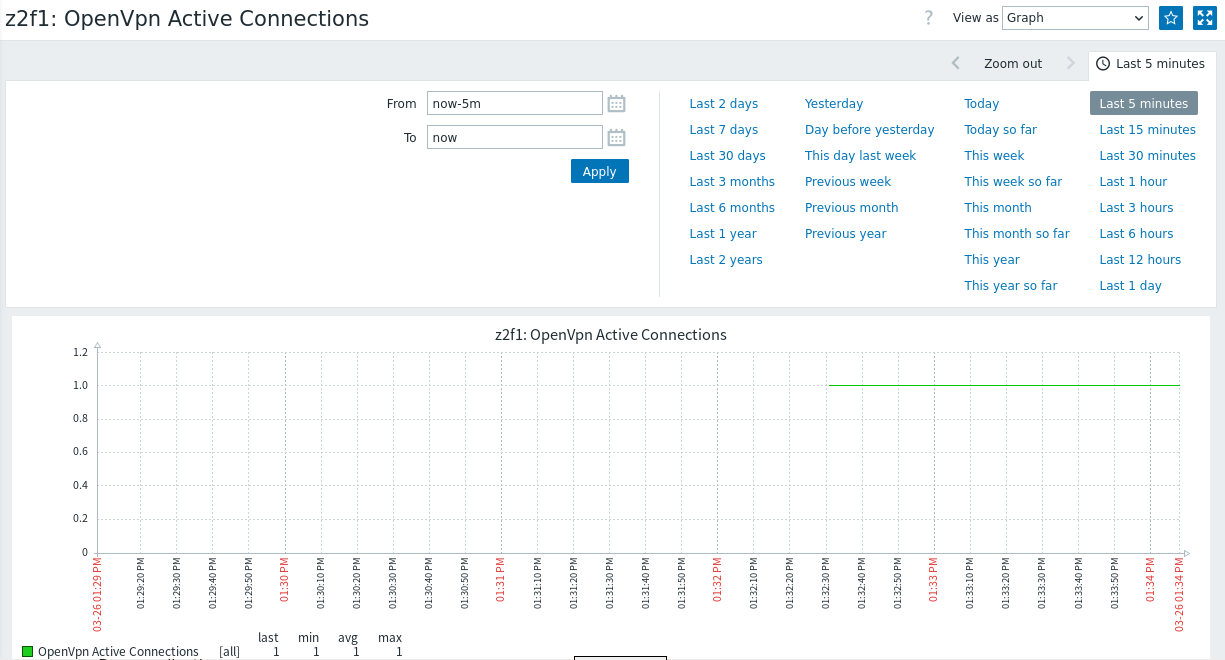 z2f1: OpenVpn Active Connections
? View as Graph
Zoom out Last 5 minutes
From now-5m
To now
Apply
Last 2 days Yesterday Today Last 5 minutes
Last 7 days Day before yesterday Today so far Last 15 minutes
Last 30 days This day last week This week Last 30 minutes
Last 3 months Previous week This week so far Last 1 hour
Last 6 months Previous month This month Last 3 hours
Last 1 year Previous year This month so far Last 6 hours
Last 2 years This year Last 12 hours
This year so far Last 1 day
z2f1: OpenVpn Active Connections
1.2
1.0
0.8
0.6
0.4
0.2
0
03-26 01:29 PM
01:29:20 PM
01:29:30 PM
01:29:40 PM
01:29:50 PM
01:30 PM
01:30:10 PM
01:30:20 PM
01:30:30 PM
01:30:40 PM
01:30:50 PM
01:31 PM
01:31:10 PM
01:31:20 PM
01:31:30 PM
01:31:40 PM
01:31:50 PM
01:32 PM
01:32:10 PM
01:32:20 PM
01:32:30 PM
01:32:40 PM
01:32:50 PM
01:33 PM
01:33:10 PM
01:33:20 PM
01:33:30 PM
01:33:40 PM
01:33:50 PM
01:34 PM
03-26 01:34 PM
last min avg max
OpenVpn Active Connections [all] 1 1 1 1